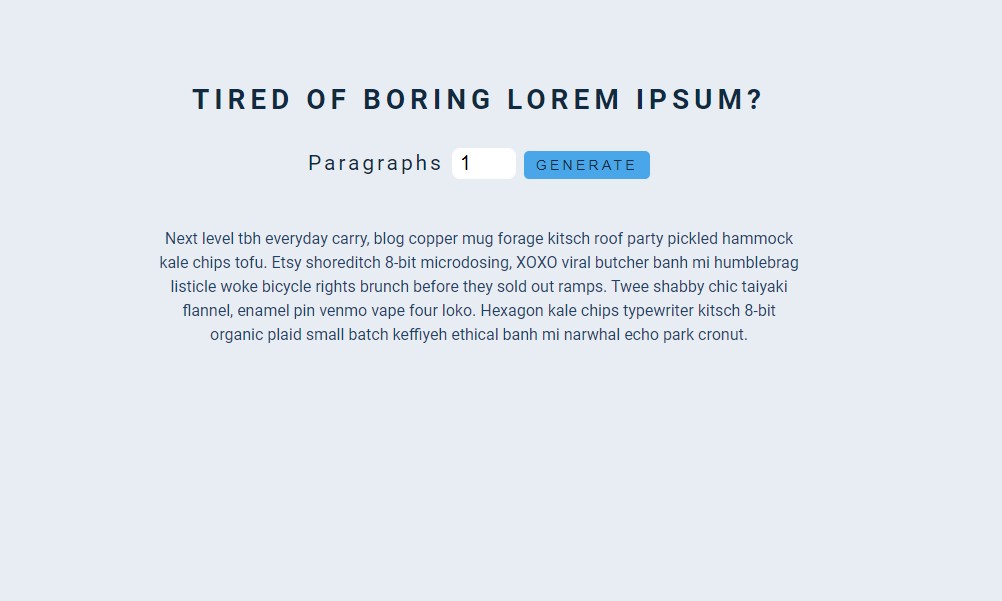 TIRED OF BORING LOREM IPSUM?
Paragraphs 1 GENERATE
Next level tbh everyday carry, blog copper mug forage kitsch roof party pickled hammock
kale chips tofu. Etsy shoreditch 8-bit microdosing, XOXO viral butcher banh mi humblebrag
listicle woke bicycle rights brunch before they sold out ramps. Twee shabby chic taiyaki
flannel, enamel pin venmo vape four loko. Hexagon kale chips typewriter kitsch 8-bit
organic plaid small batch keffiyeh ethical banh mi narwhal echo park cronut.